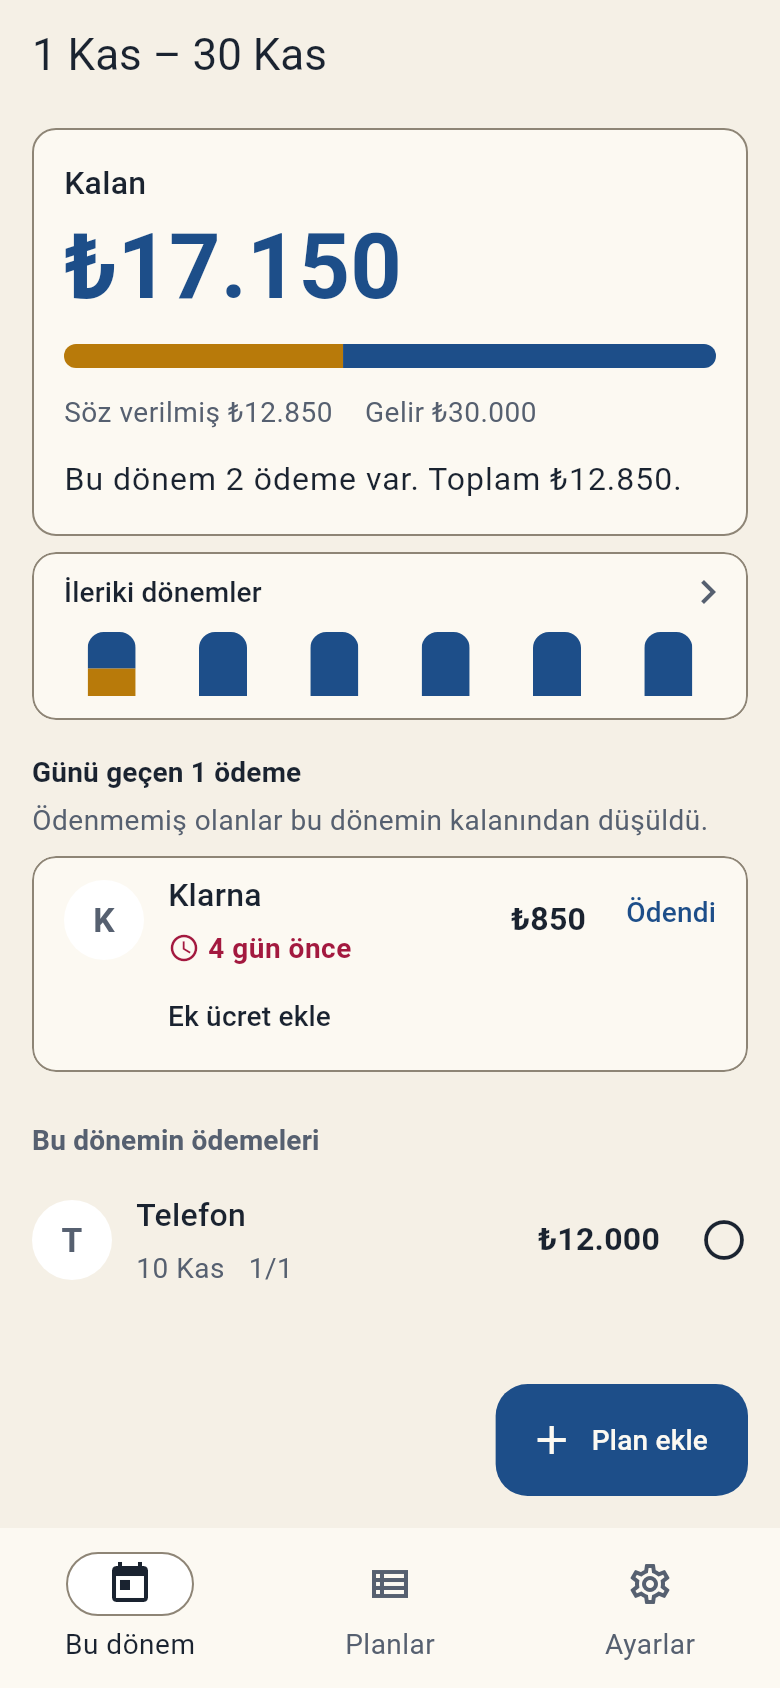 1 Kas – 30 Kas
Kalan
₺17.150
Söz verilmiş ₺12.850 Gelir ₺30.000
Bu dönem 2 ödeme var. Toplam ₺12.850.
İleriki dönemler
Günü geçen 1 ödeme
Ödenmemiş olanlar bu dönemin kalanından düşüldü.
K
Klarna
₺850
Ödendi
4 gün önce
Ek ücret ekle
Bu dönemin ödemeleri
T
Telefon
₺12.000
10 Kas 1/1
Plan ekle
Bu dönem
Planlar
Ayarlar